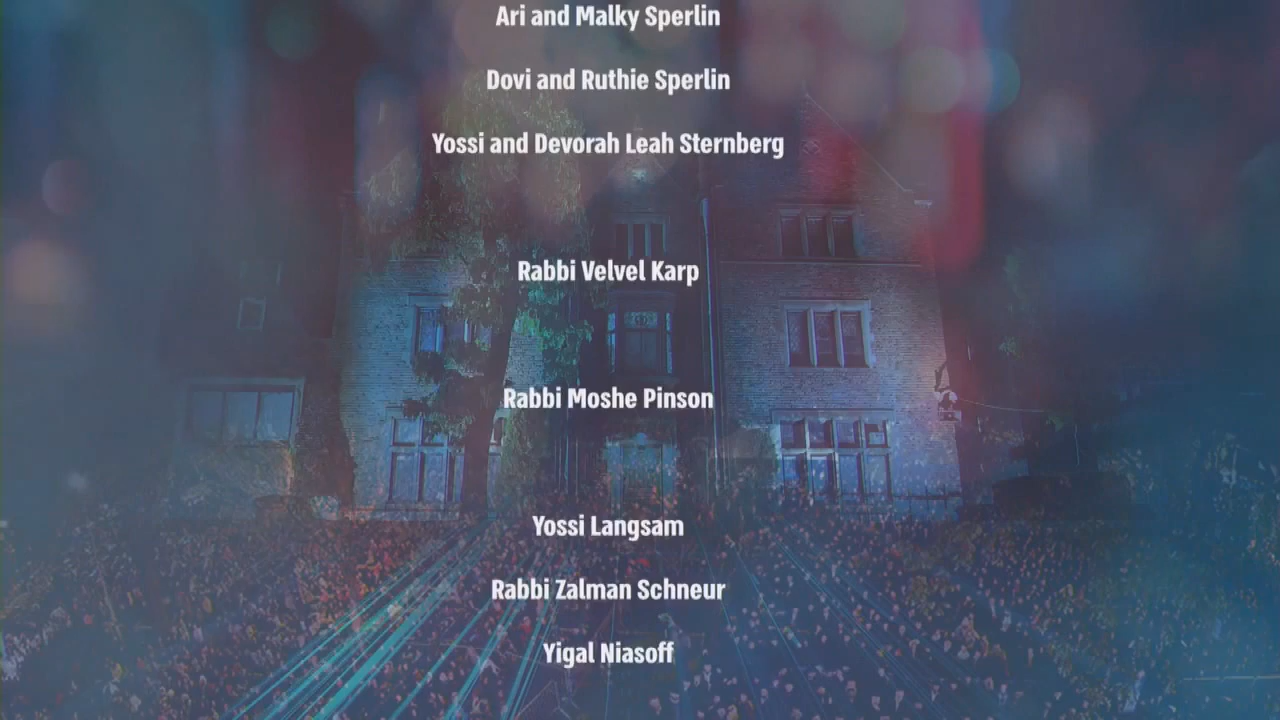 Ari and Malky Sperlin
Dovi and Ruthie Sperlin
Yossi and Devorah Leah Sternberg
Rabbi Velvel Karp
Rabbi Moshe Pinson
Yossi Langsam
Rabbi Zalman Schneur
Yigal Niasoff